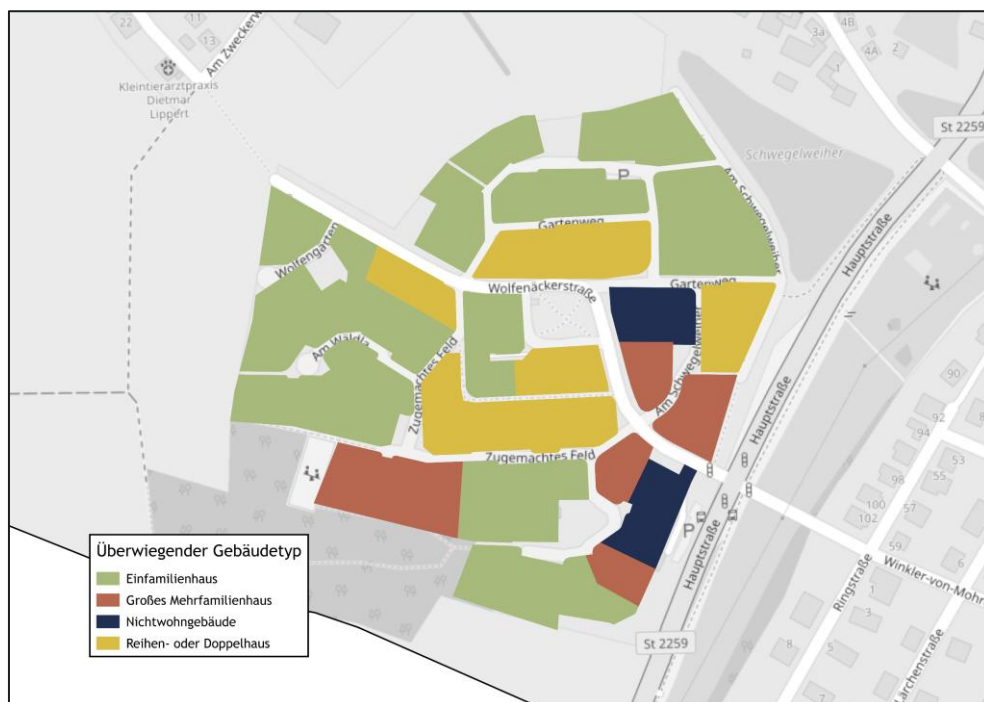 22
11
13
Am Zweckerw
Kleintierarztpraxis
Dietmar
Lippert
3a
4B
4A
2
1
St 2259
Schwegelweiher
Am Schwegelweiher
Hauptstraße
P
Gartenweg
Wolfengarten
Wolfenäckerstraße
Gartenweg
Am Wäldla
Zugemachtes Feld
Am Schwegelweiher
Hauptstraße
90
92
94
53
98
55
100
102
57
59
6
Zugemachtes Feld
P
Hauptstraße
Winkler-von-Mohr
Ringstraße
1
3
5
8
7
Lärchenstraße
St 2259
Überwiegender Gebäudetyp
Einfamilienhaus
Großes Mehrfamilienhaus
Nichtwohngebäude
Reihen- oder Doppelhaus